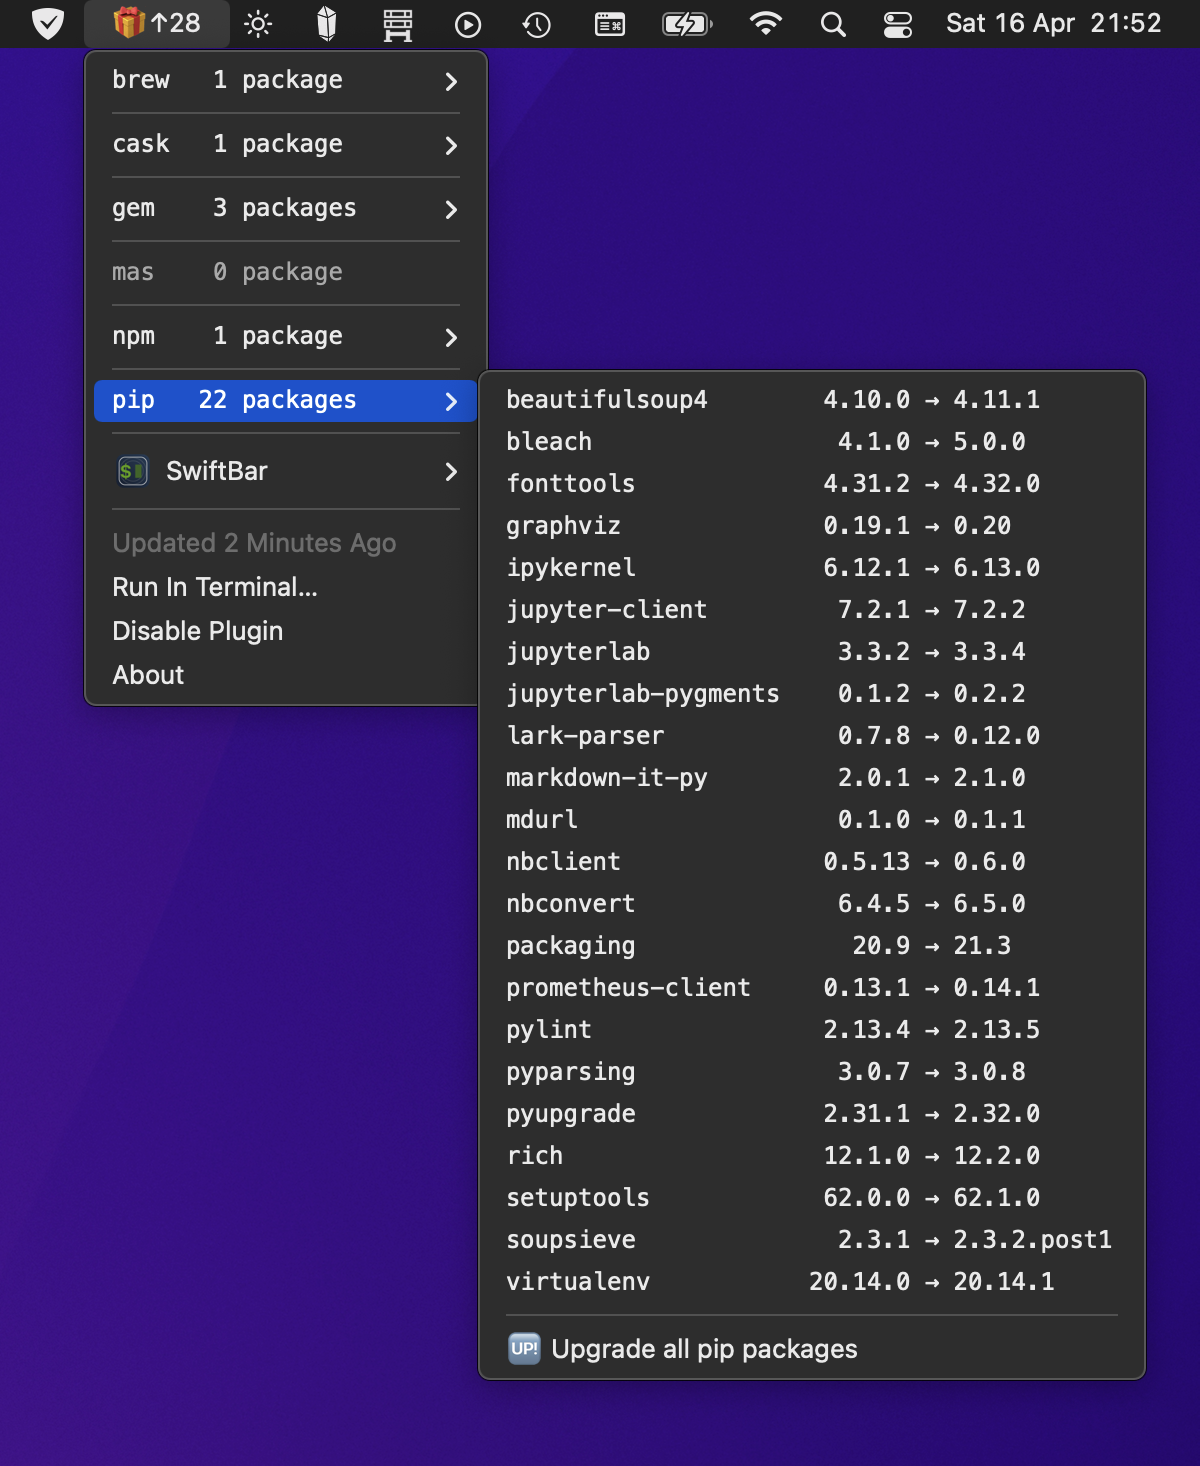 ↑28 Sat 16 Apr 21:52
brew 1 package
cask 1 package
gem 3 packages
mas 0 package
npm 1 package
pip 22 packages
SwiftBar
Updated 2 Minutes Ago
Run In Terminal...
Disable Plugin
About
beautifulsoup4 4.10.0 → 4.11.1
bleach 4.1.0 → 5.0.0
fonttools 4.31.2 → 4.32.0
graphviz 0.19.1 → 0.20
ipykernel 6.12.1 → 6.13.0
jupyter-client 7.2.1 → 7.2.2
jupyterlab 3.3.2 → 3.3.4
jupyterlab-pygments 0.1.2 → 0.2.2
lark-parser 0.7.8 → 0.12.0
markdown-it-py 2.0.1 → 2.1.0
mdurl 0.1.0 → 0.1.1
nbclient 0.5.13 → 0.6.0
nbconvert 6.4.5 → 6.5.0
packaging 20.9 → 21.3
prometheus-client 0.13.1 → 0.14.1
pylint 2.13.4 → 2.13.5
pyparsing 3.0.7 → 3.0.8
pyupgrade 2.31.1 → 2.32.0
rich 12.1.0 → 12.2.0
setuptools 62.0.0 → 62.1.0
soupsieve 2.3.1 → 2.3.2.post1
virtualenv 20.14.0 → 20.14.1
UP! Upgrade all pip packages